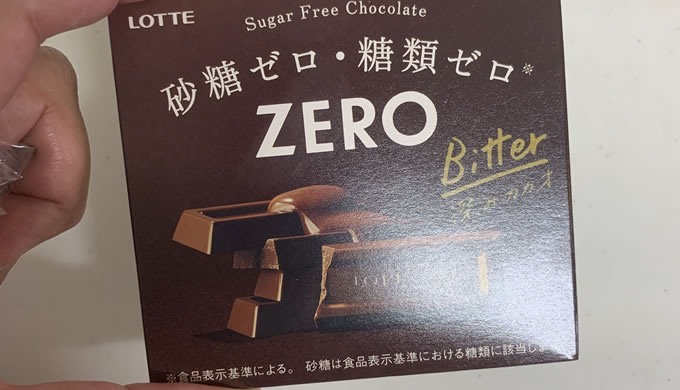 LOTTE
Sugar Free Chocolate
砂糖ゼロ・糖類ゼロ※
ZERO
Bitter
深みカカオ
※食品表示基準による。 砂糖は食品表示基準における糖類に該当し